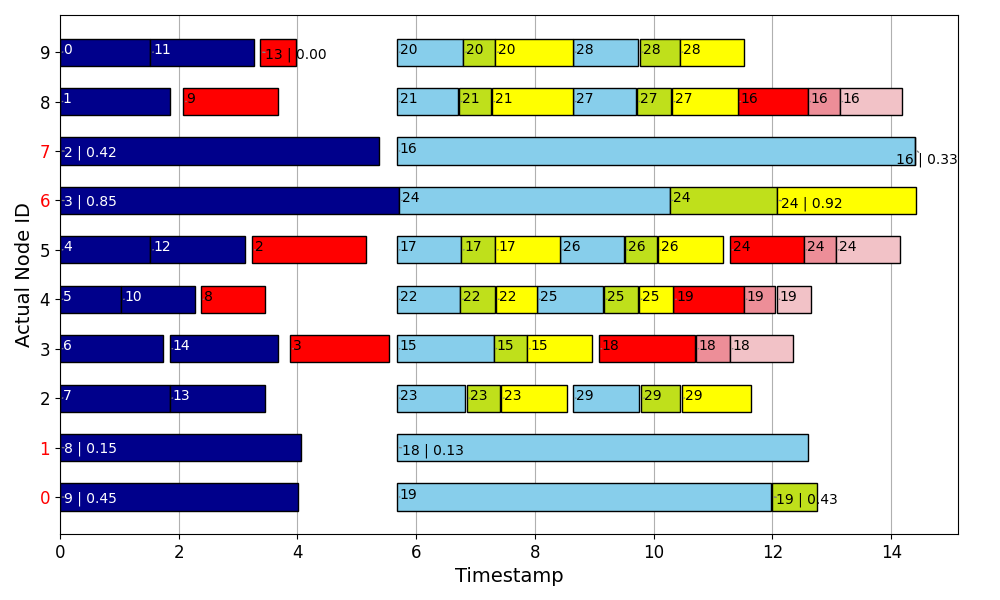 9 0 11 13 | 0.00 20 20 20 28 28 28
8 1 9 21 21 21 27 27 27 16 16 16
7 2 | 0.42 16 16 | 0.33
6 3 | 0.85 24 24 24 | 0.92
5 4 12 2 17 17 17 26 26 26 24 24 24
4 5 10 8 22 22 22 25 25 25 19 19 19
3 6 14 3 15 15 15 18 18 18
2 7 13 23 23 23 29 29 29
1 8 | 0.15 18 | 0.13
0 9 | 0.45 19 19 | 0.43
0 2 4 6 8 10 12 14
Timestamp
Actual Node ID